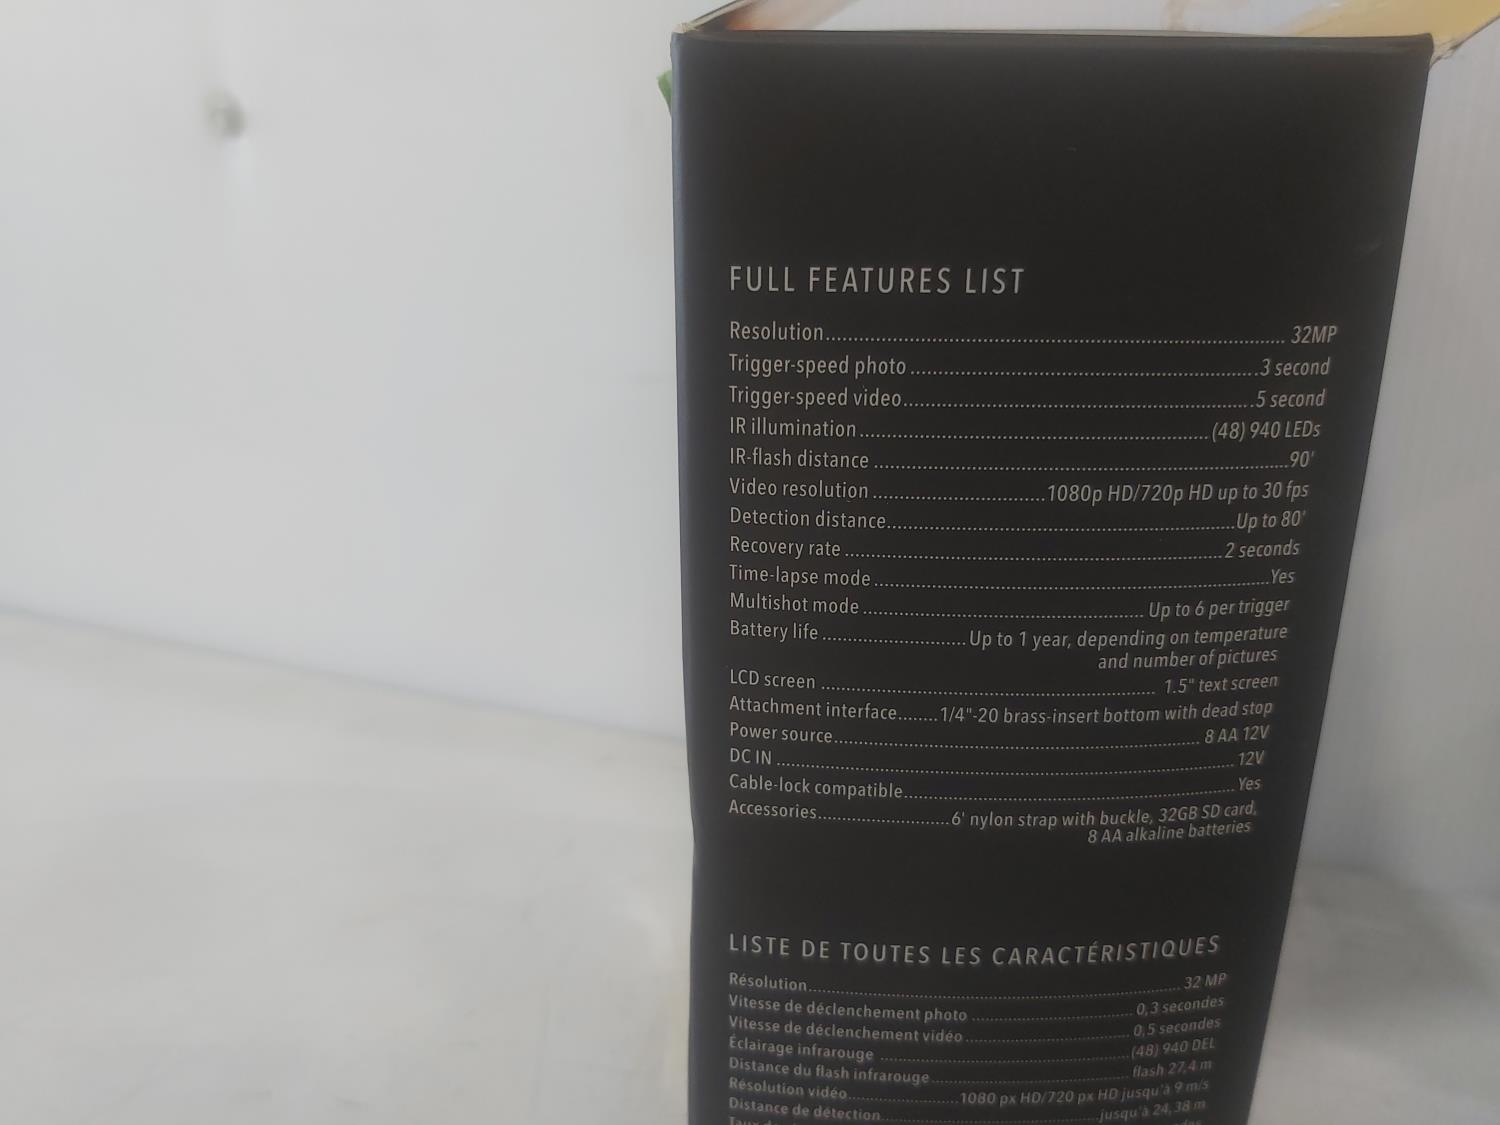 FULL FEATURES LIST
Resolution.......... 32MP
Trigger-speed photo..........3 second
Trigger-speed video..........5 second
IR illumination..........(48) 940 LEDs
IR-flash distance..........90'
Video resolution..........1080p HD/720p HD up to 30 fps
Detection distance..........Up to 80'
Recovery rate..........2 seconds
Time-lapse mode..........Yes
Multishot mode..........Up to 6 per trigger
Battery life..........Up to 1 year, depending on temperature
and number of pictures
LCD screen..........1.5" text screen
Attachment interface..........1/4"-20 brass-insert bottom with dead stop
Power source..........8 AA 12V
DC IN..........12V
Cable-lock compatible..........Yes
Accessories..........6' nylon strap with buckle, 32GB SD card,
8 AA alkaline batteries
LISTE DE TOUTES LES CARACTÉRISTIQUES
Résolution..........32 MP
Vitesse de déclenchement photo..........0,3 secondes
Vitesse de déclenchement vidéo..........0,5 secondes
Éclairage infrarouge..........(48) 940 DEL
Distance du flash infrarouge..........flash 27,4 m
Résolution vidéo..........1080 px HD/720 px HD jusqu'à 9 m/s
Distance de détection..........jusqu'à 24,38 m